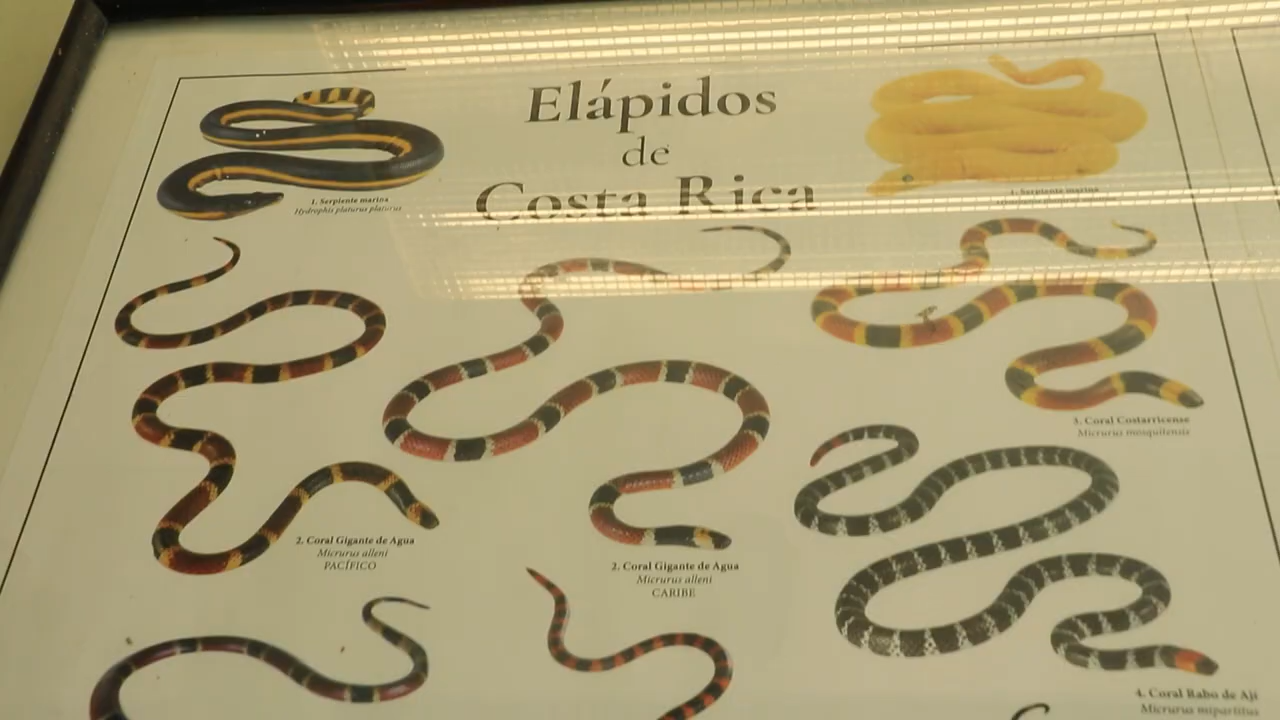 Elápidos
de
Costa Rica
1. Serpiente marina
Hydrophis platurus platurus
1. Serpiente marina
2. Coral Gigante de Agua
Micrurus alleni
PACÍFICO
2. Coral Gigante de Agua
Micrurus alleni
CARIBE
3. Coral Costarricense
Micrurus mosquitensis
4. Coral Rabo de Ají
Micrurus mipartitus